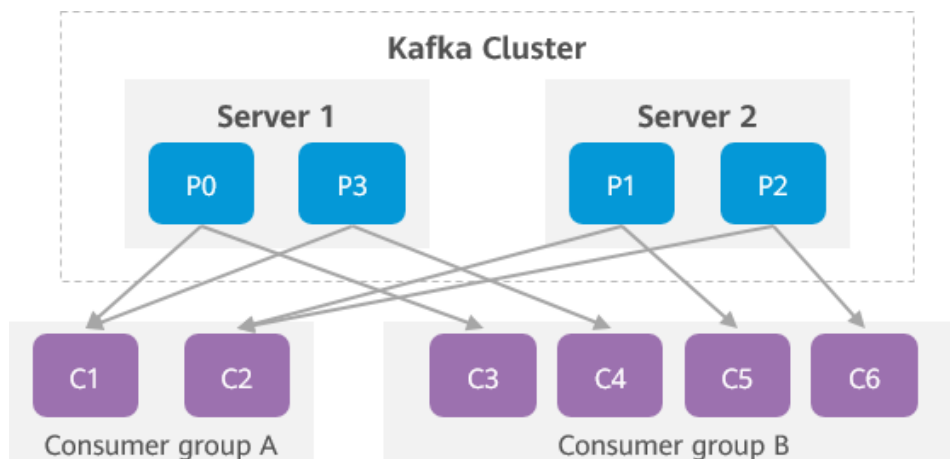 Kafka Cluster
Server 1
Server 2
P0
P3
P1
P2
C1
C2
C3
C4
C5
C6
Consumer group A
Consumer group B